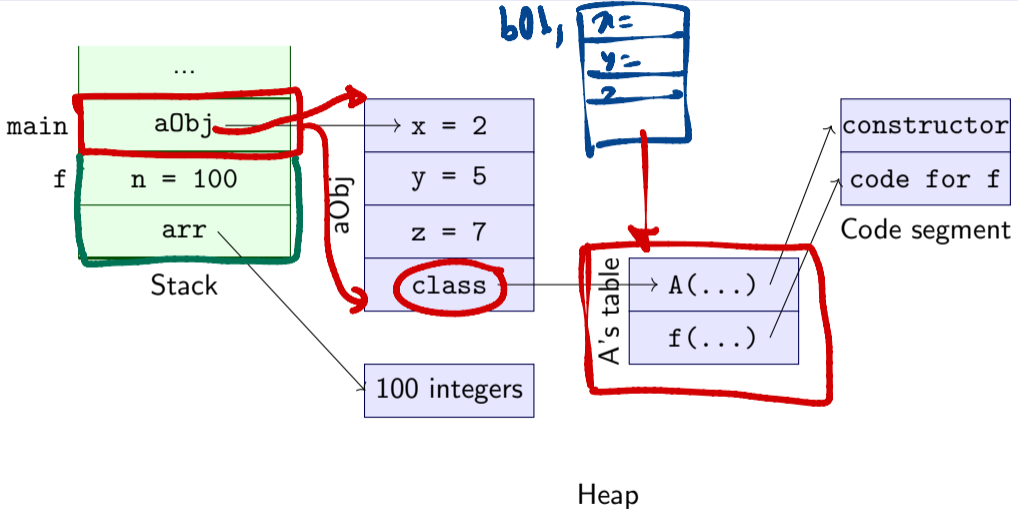 x=
y=
z
...
main
aObj
x = 2
constructor
f
n = 100
aObj
y = 5
code for f
arr
z = 7
Code segment
Stack
class
A's table
A(...)
f(...)
100 integers
Heap